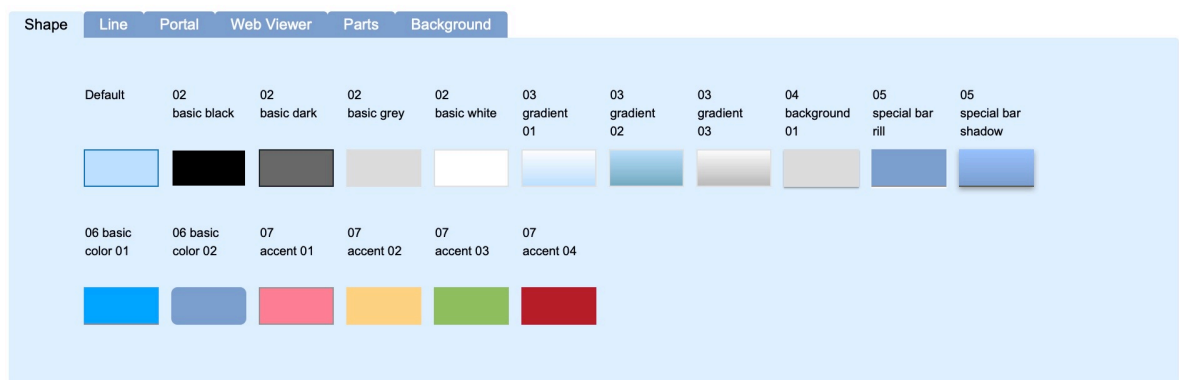 Shape Line Portal Web Viewer Parts Background
Default
02
basic black
02
basic dark
02
basic grey
02
basic white
03
gradient
01
03
gradient
02
03
gradient
03
04
background
01
05
special bar
rill
05
special bar
shadow
06 basic
color 01
06 basic
color 02
07
accent 01
07
accent 02
07
accent 03
07
accent 04